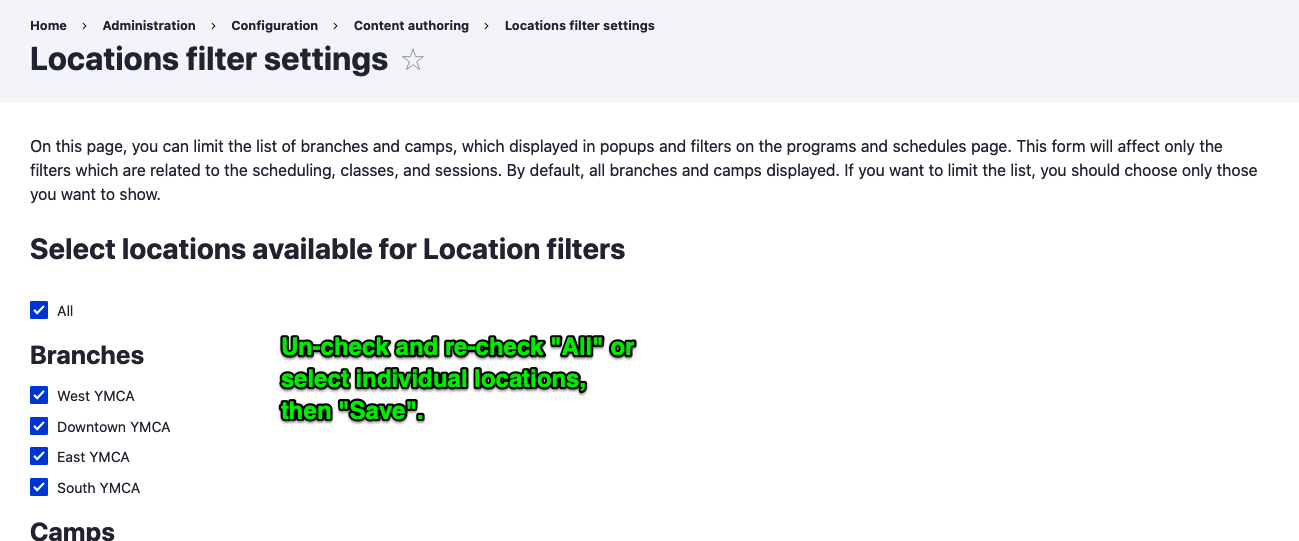 Home › Administration › Configuration › Content authoring › Locations filter settings
Locations filter settings
On this page, you can limit the list of branches and camps, which displayed in popups and filters on the programs and schedules page. This form will affect only the
filters which are related to the scheduling, classes, and sessions. By default, all branches and camps displayed. If you want to limit the list, you should choose only those
you want to show.
Select locations available for Location filters
All
Branches
Un-check and re-check "All" or
select individual locations,
then "Save".
West YMCA
Downtown YMCA
East YMCA
South YMCA
Camps